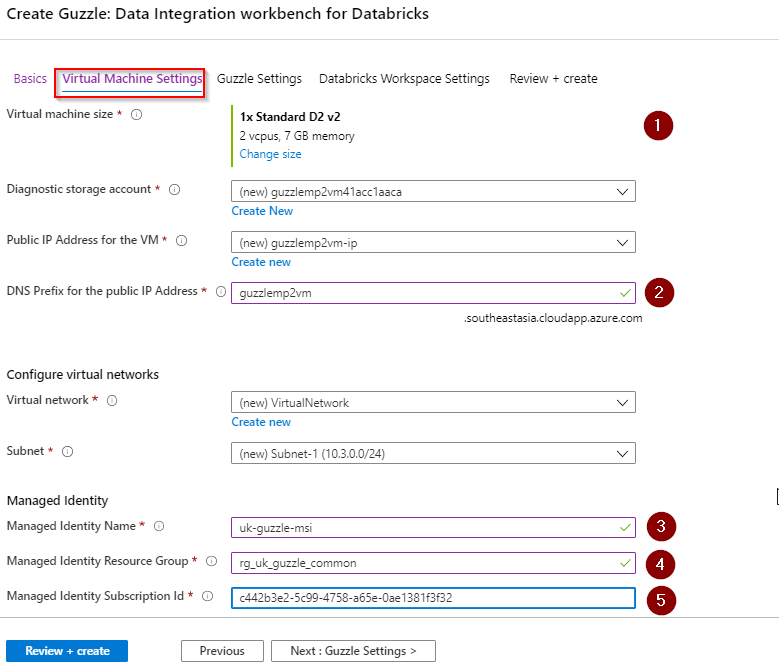 Create Guzzle: Data Integration workbench for Databricks
Basics Virtual Machine Settings Guzzle Settings Databricks Workspace Settings Review + create
Virtual machine size *
1x Standard D2 v2
1
2 vcpus, 7 GB memory
Change size
Diagnostic storage account *
(new) guzzlemp2vm41acc1aaca
Create New
Public IP Address for the VM *
(new) guzzlemp2vm-ip
Create new
DNS Prefix for the public IP Address *
guzzlemp2vm
2
.southeastasia.cloudapp.azure.com
Configure virtual networks
Virtual network *
(new) VirtualNetwork
Create new
Subnet *
(new) Subnet-1 (10.3.0.0/24)
Managed Identity
Managed Identity Name *
uk-guzzle-msi
3
Managed Identity Resource Group *
rg_uk_guzzle_common
4
Managed Identity Subscription Id *
c442b3e2-5c99-4758-a65e-0ae1381f3f32
5
Review + create Previous Next : Guzzle Settings >